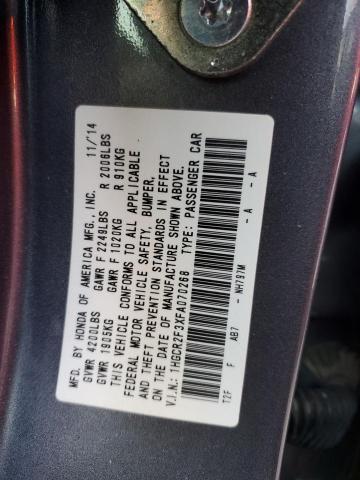 MFD. BY HONDA OF AMERICA MFG., INC. 11/14
GVWR 4200LBS GAWR F 2249LBS R 2006LBS
GVWR 1905KG GAWR F 1020KG R 910KG
THIS VEHICLE CONFORMS TO ALL APPLICABLE
FEDERAL MOTOR VEHICLE SAFETY, BUMPER,
AND THEFT PREVENTION STANDARDS IN EFFECT
ON THE DATE OF MANUFACTURE SHOWN ABOVE.
V.I.N.: 1HGCR2F3XFA070268 TYPE: PASSENGER CAR
T2F F AB7 - NH797M - A - A